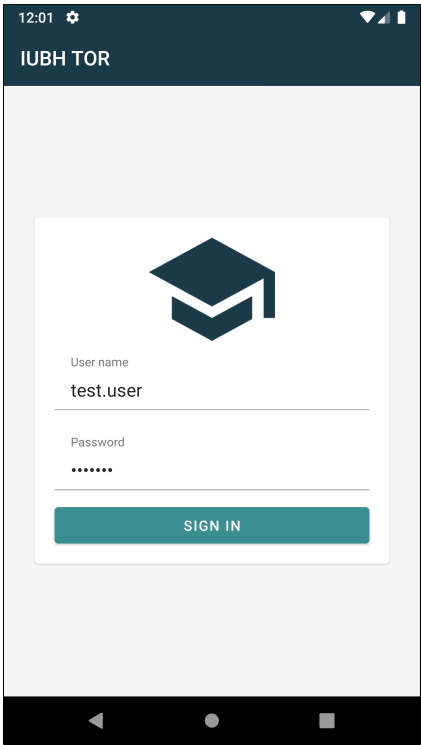 12:01
IUBH TOR
User name
test.user
Password
•••••••
SIGN IN